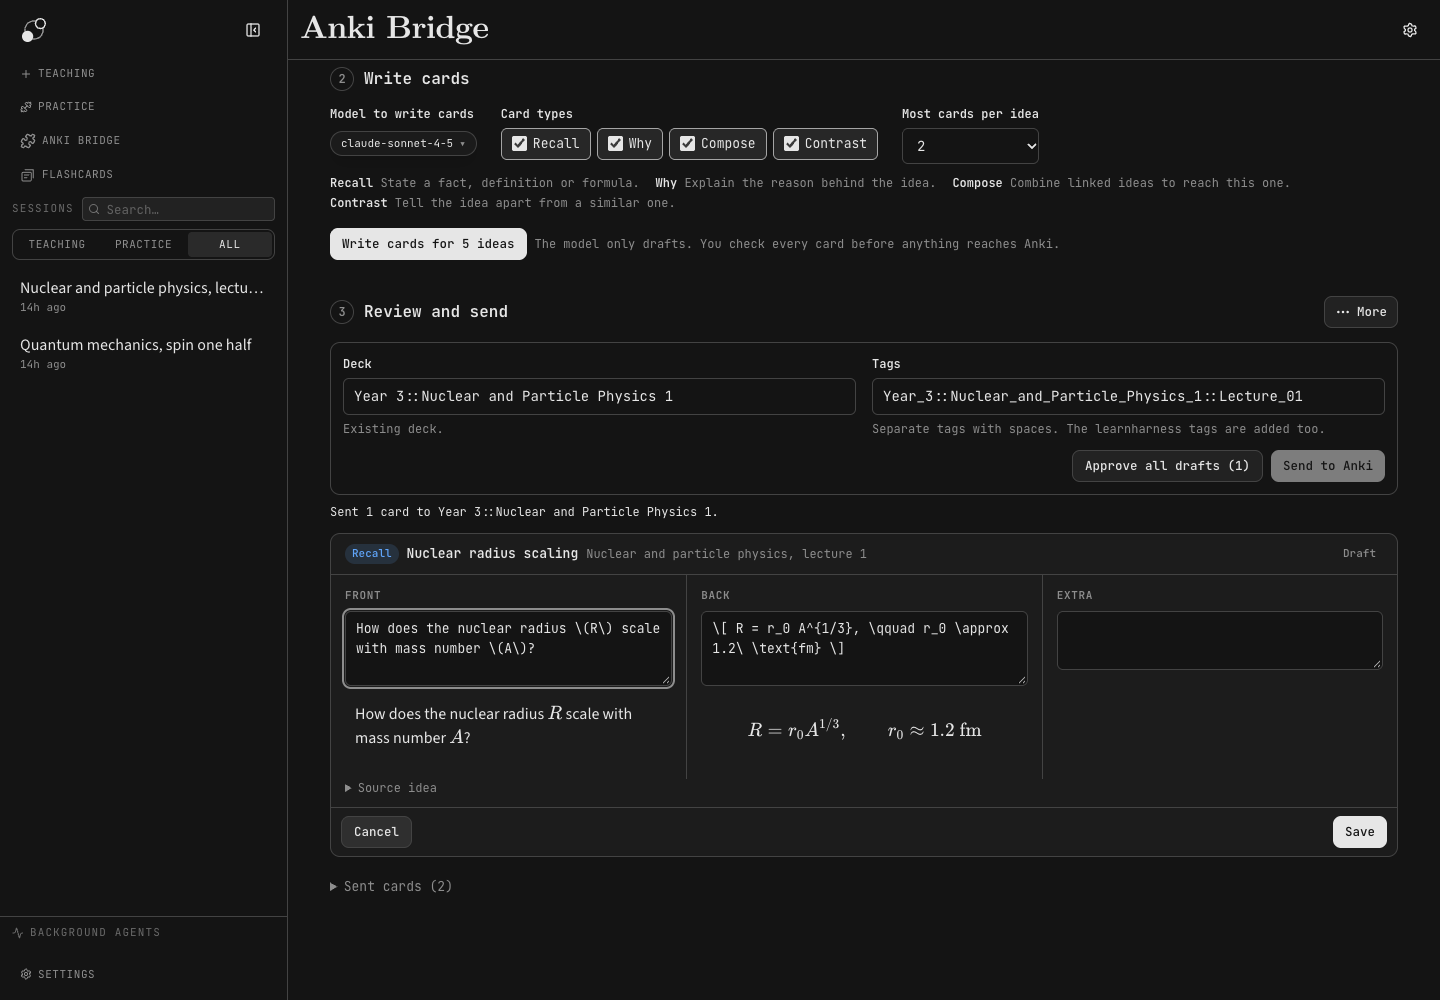 Anki Bridge
TEACHING
PRACTICE
ANKI BRIDGE
FLASHCARDS
SESSIONS
Search…
TEACHING PRACTICE ALL
Nuclear and particle physics, lectu…
14h ago
Quantum mechanics, spin one half
14h ago
BACKGROUND AGENTS
SETTINGS
2 Write cards
Model to write cards Card types Most cards per idea
claude-sonnet-4-5 Recall Why Compose Contrast 2
Recall State a fact, definition or formula. Why Explain the reason behind the idea. Compose Combine linked ideas to reach this one.
Contrast Tell the idea apart from a similar one.
Write cards for 5 ideas The model only drafts. You check every card before anything reaches Anki.
3 Review and send ··· More
Deck Tags
Year 3::Nuclear and Particle Physics 1 Year_3::Nuclear_and_Particle_Physics_1::Lecture_01
Existing deck. Separate tags with spaces. The learnharness tags are added too.
Approve all drafts (1) Send to Anki
Sent 1 card to Year 3::Nuclear and Particle Physics 1.
Recall Nuclear radius scaling Nuclear and particle physics, lecture 1 Draft
FRONT
How does the nuclear radius \(R\) scale
with mass number \(A\)?
How does the nuclear radius R scale with
mass number A?
BACK
\[ R = r_0 A^{1/3}, \qquad r_0 \approx
1.2\ \text{fm} \]
R = r₀A^{1/3}, r₀ ≈ 1.2 fm
EXTRA
Source idea
Cancel Save
Sent cards (2)